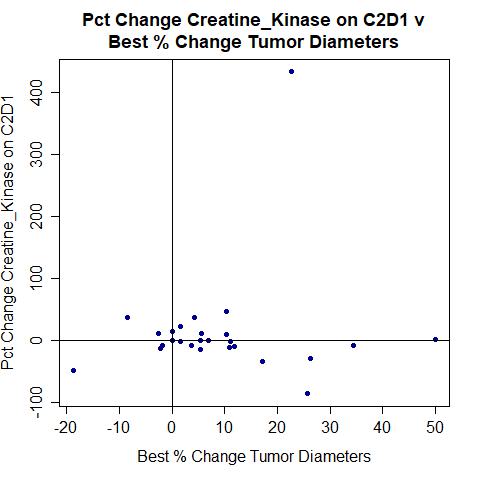 Pct Change Creatine_Kinase on C2D1 v
Best % Change Tumor Diameters
Pct Change Creatine_Kinase on C2D1
400
300
200
100
0
-100
-20 -10 0 10 20 30 40 50
Best % Change Tumor Diameters